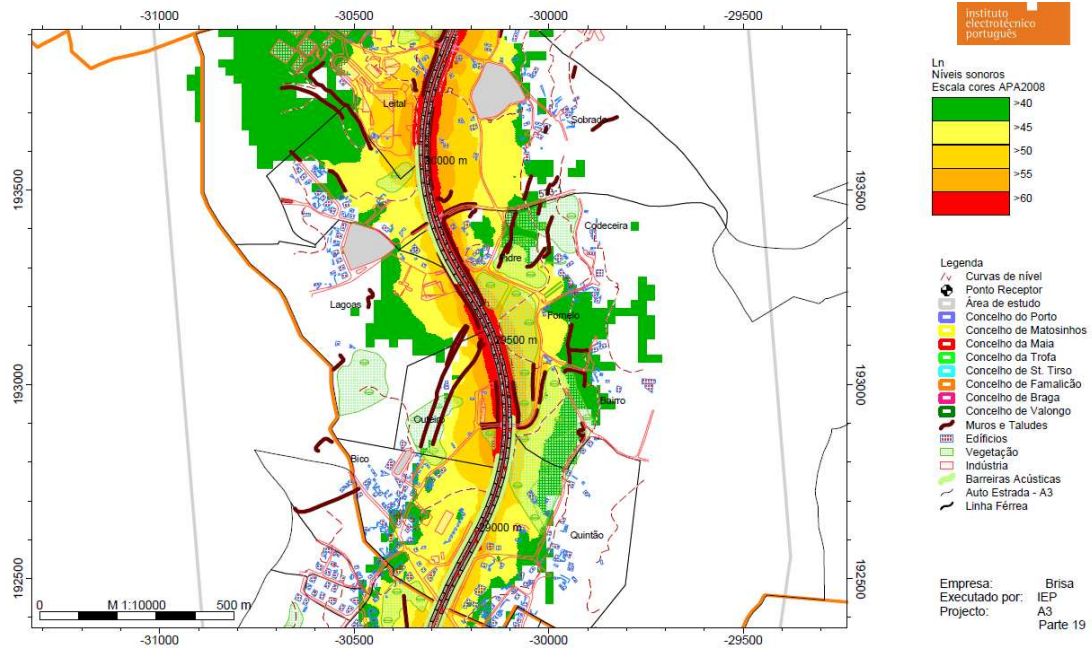 -31000
-30500
-30000
-29500
instituto
electrotécnico
português
Ln
Níveis sonoros
Escala cores APA2008
>40
>45
>50
>55
>60
193500
193000
192500
193500
193000
192500
Leital
Sobrado
30000 m
Codeceira
Indre
Lagoas
Pomelo
29500 m
Bairro
Outeiro
Bico
29000 m
Quintão
Legenda
Curvas de nível
Ponto Receptor
Área de estudo
Concelho do Porto
Concelho de Matosinhos
Concelho da Maia
Concelho da Trofa
Concelho de St. Tirso
Concelho de Famalicão
Concelho de Braga
Concelho de Valongo
Muros e Taludes
Edifícios
Vegetação
Indústria
Barreiras Acústicas
Auto Estrada - A3
Linha Férrea
0 M 1:10000 500 m
-31000
-30500
-30000
-29500
Empresa: Brisa
Executado por: IEP
Projecto: A3
Parte 19